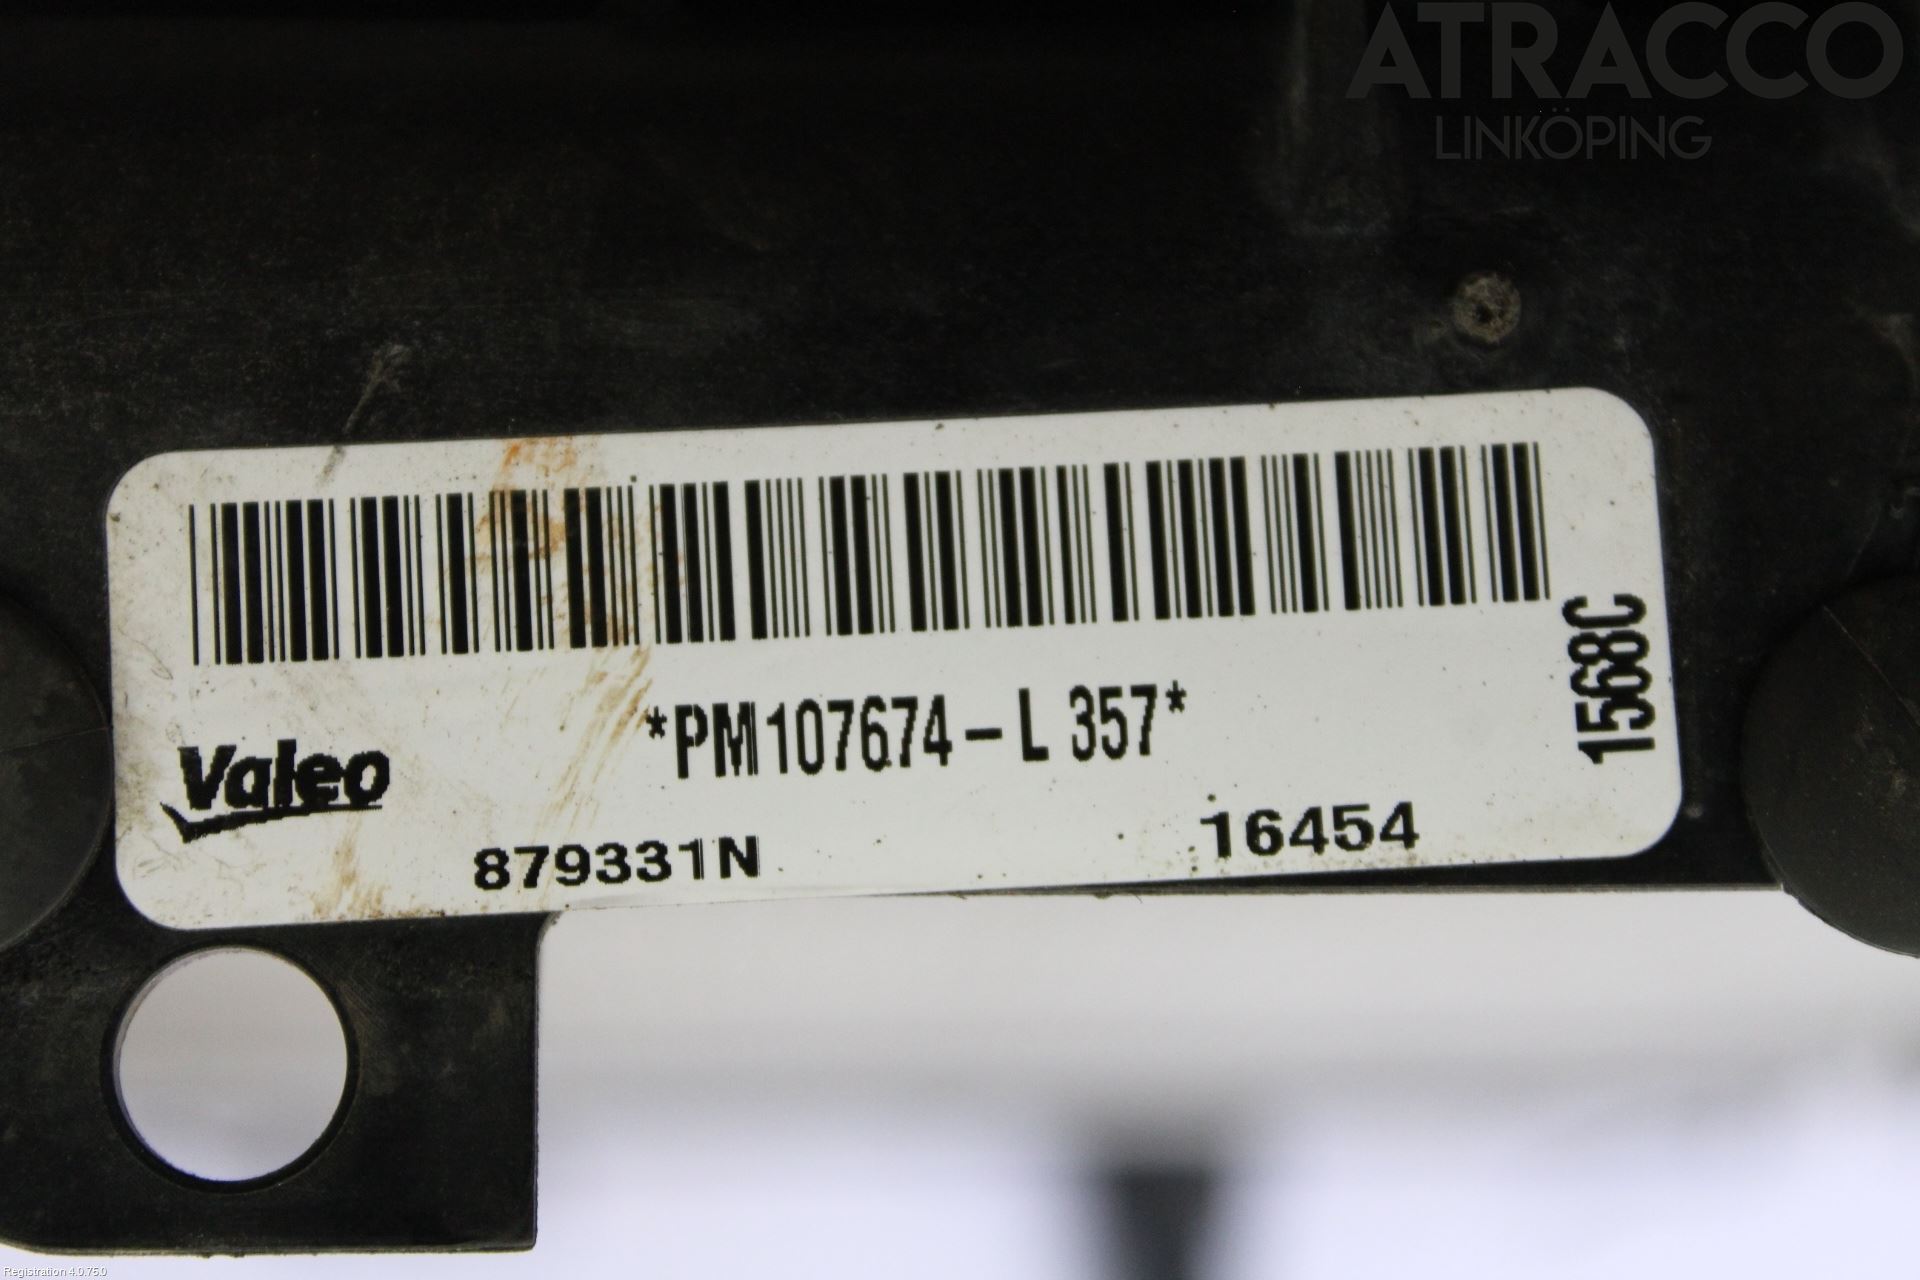 ATRACCO
LINKÖPING
*PM107674-L 357*
1568C
Valeo
879331N
16454
Registration 4.0.75.0